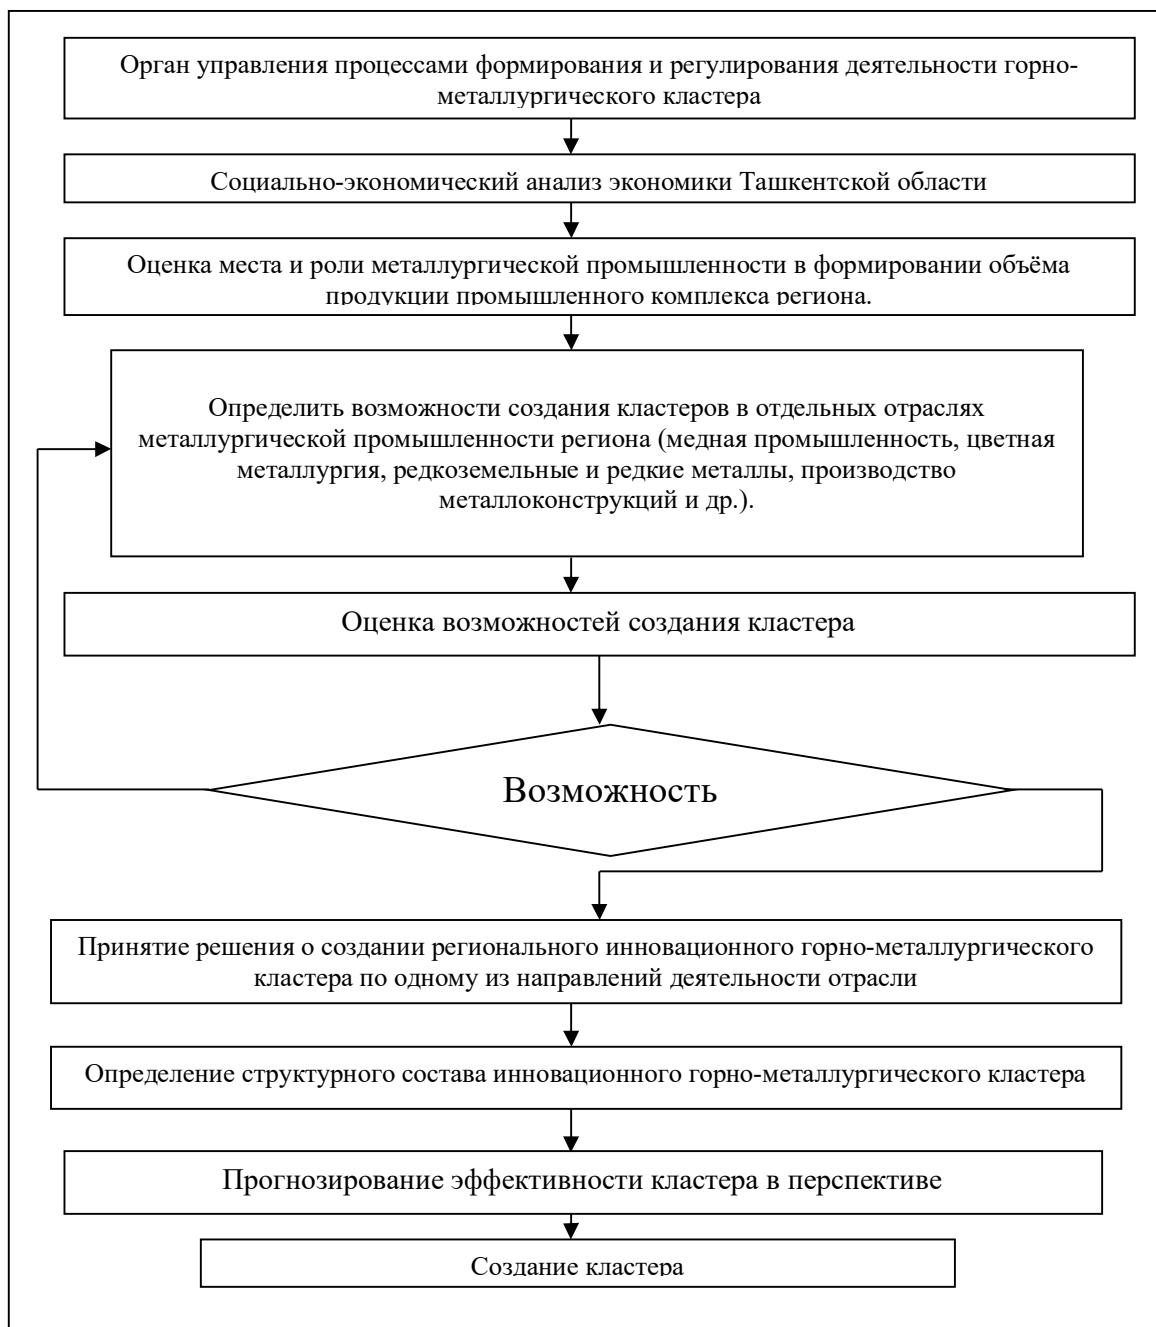 Орган управления процессами формирования и регулирования деятельности горно-
металлургического кластера
Социально-экономический анализ экономики Ташкентской области
Оценка места и роли металлургической промышленности в формировании объёма
продукции промышленного комплекса региона.
Определить возможности создания кластеров в отдельных отраслях
металлургической промышленности региона (медная промышленность, цветная
металлургия, редкоземельные и редкие металлы, производство
металлоконструкций и др.).
Оценка возможностей создания кластера
Возможность
Принятие решения о создании регионального инновационного горно-металлургического
кластера по одному из направлений деятельности отрасли
Определение структурного состава инновационного горно-металлургического кластера
Прогнозирование эффективности кластера в перспективе
Создание кластера